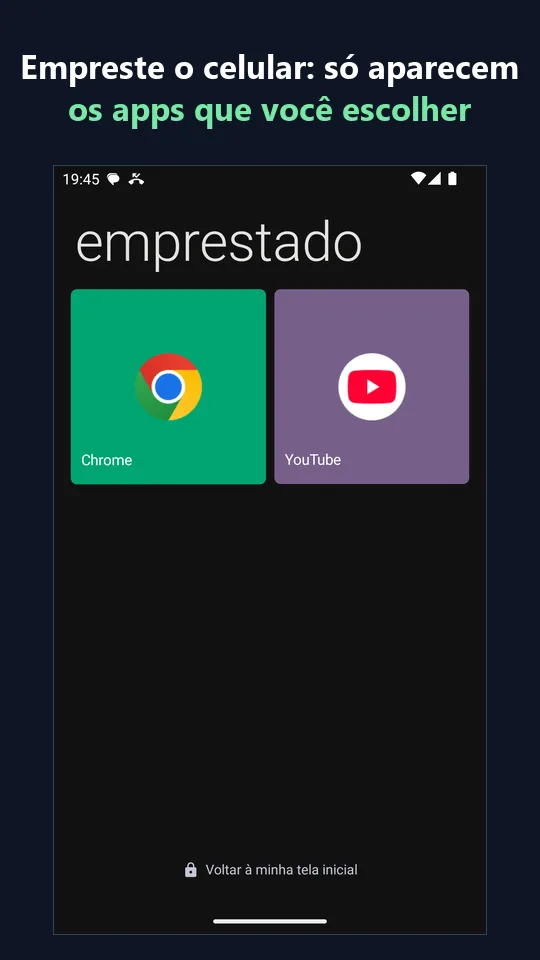 Empreste o celular: só aparecem
os apps que você escolher
19:45
emprestado
Chrome
YouTube
Voltar à minha tela inicial